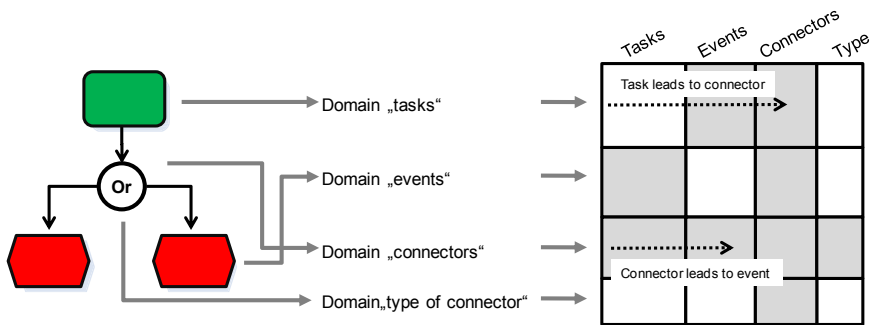 Tasks
Events
Connectors
Type
Task leads to connector
Domain „tasks“
Or
Domain „events“
Domain „connectors“
Connector leads to event
Domain„type of connector“